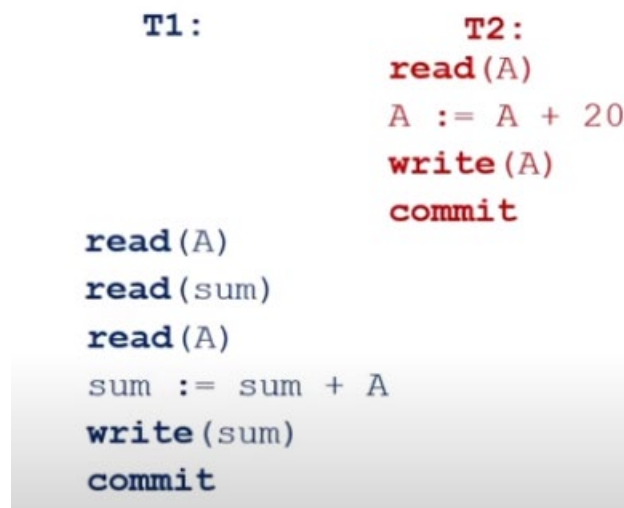 T1:
T2:
read(A)
A := A + 20
write(A)
commit
read(A)
read(sum)
read(A)
sum := sum + A
write(sum)
commit